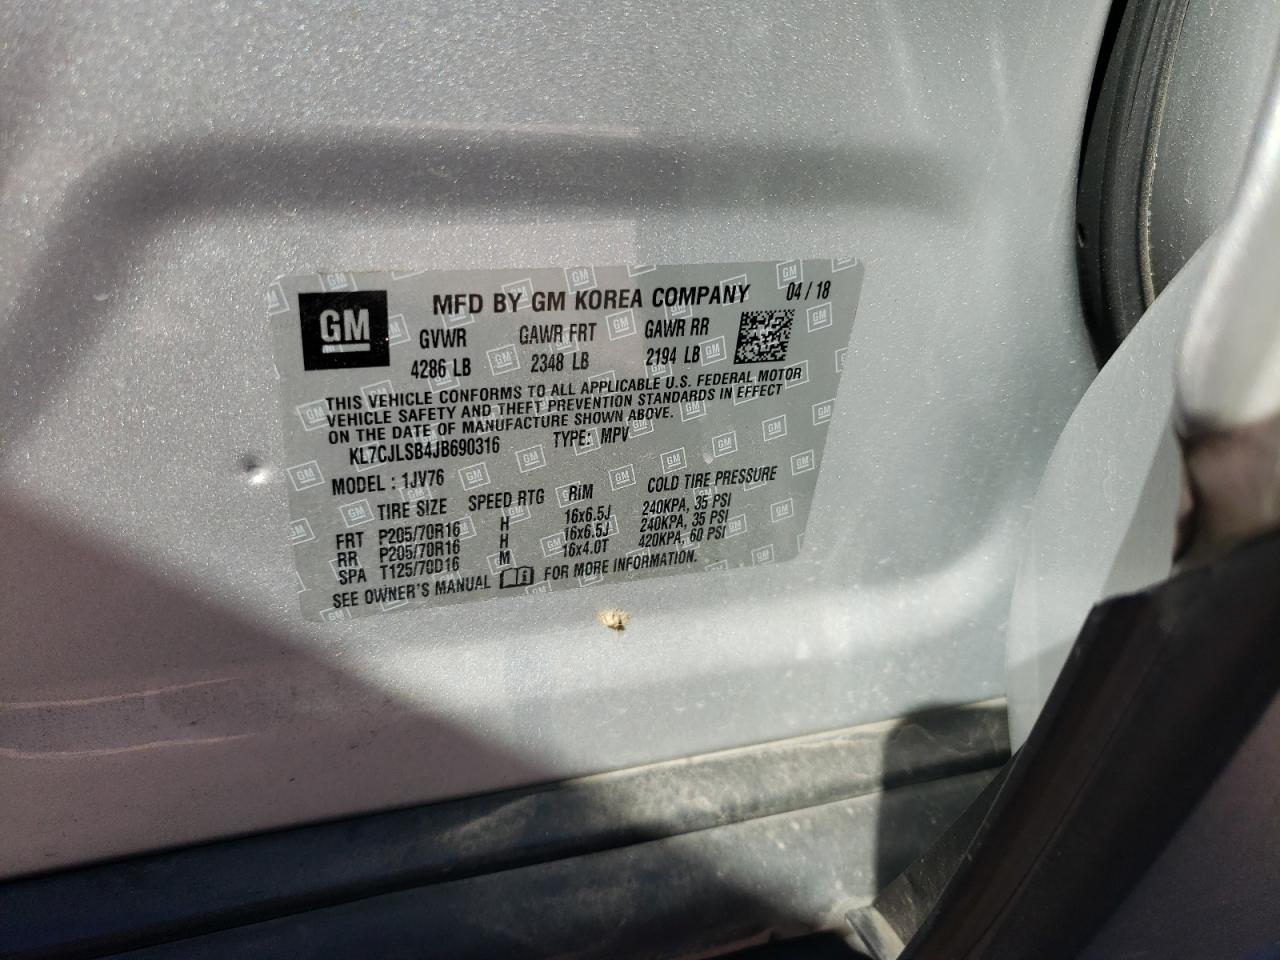 GM
MFD BY GM KOREA COMPANY 04 / 18
GVWR GAWR FRT GAWR RR
4286 LB 2348 LB 2194 LB
THIS VEHICLE CONFORMS TO ALL APPLICABLE U.S. FEDERAL MOTOR
VEHICLE SAFETY AND THEFT PREVENTION STANDARDS IN EFFECT
ON THE DATE OF MANUFACTURE SHOWN ABOVE.
KL7CJLSB4JB690316 TYPE: MPV
MODEL : 1JV76
TIRE SIZE SPEED RTG RIM COLD TIRE PRESSURE
FRT P205/70R16 H 16x6.5J 240KPA, 35 PSI
RR P205/70R16 H 16x6.5J 240KPA, 35 PSI
SPA T125/70D16 M 16x4.0T 420KPA, 60 PSI
SEE OWNER'S MANUAL FOR MORE INFORMATION.